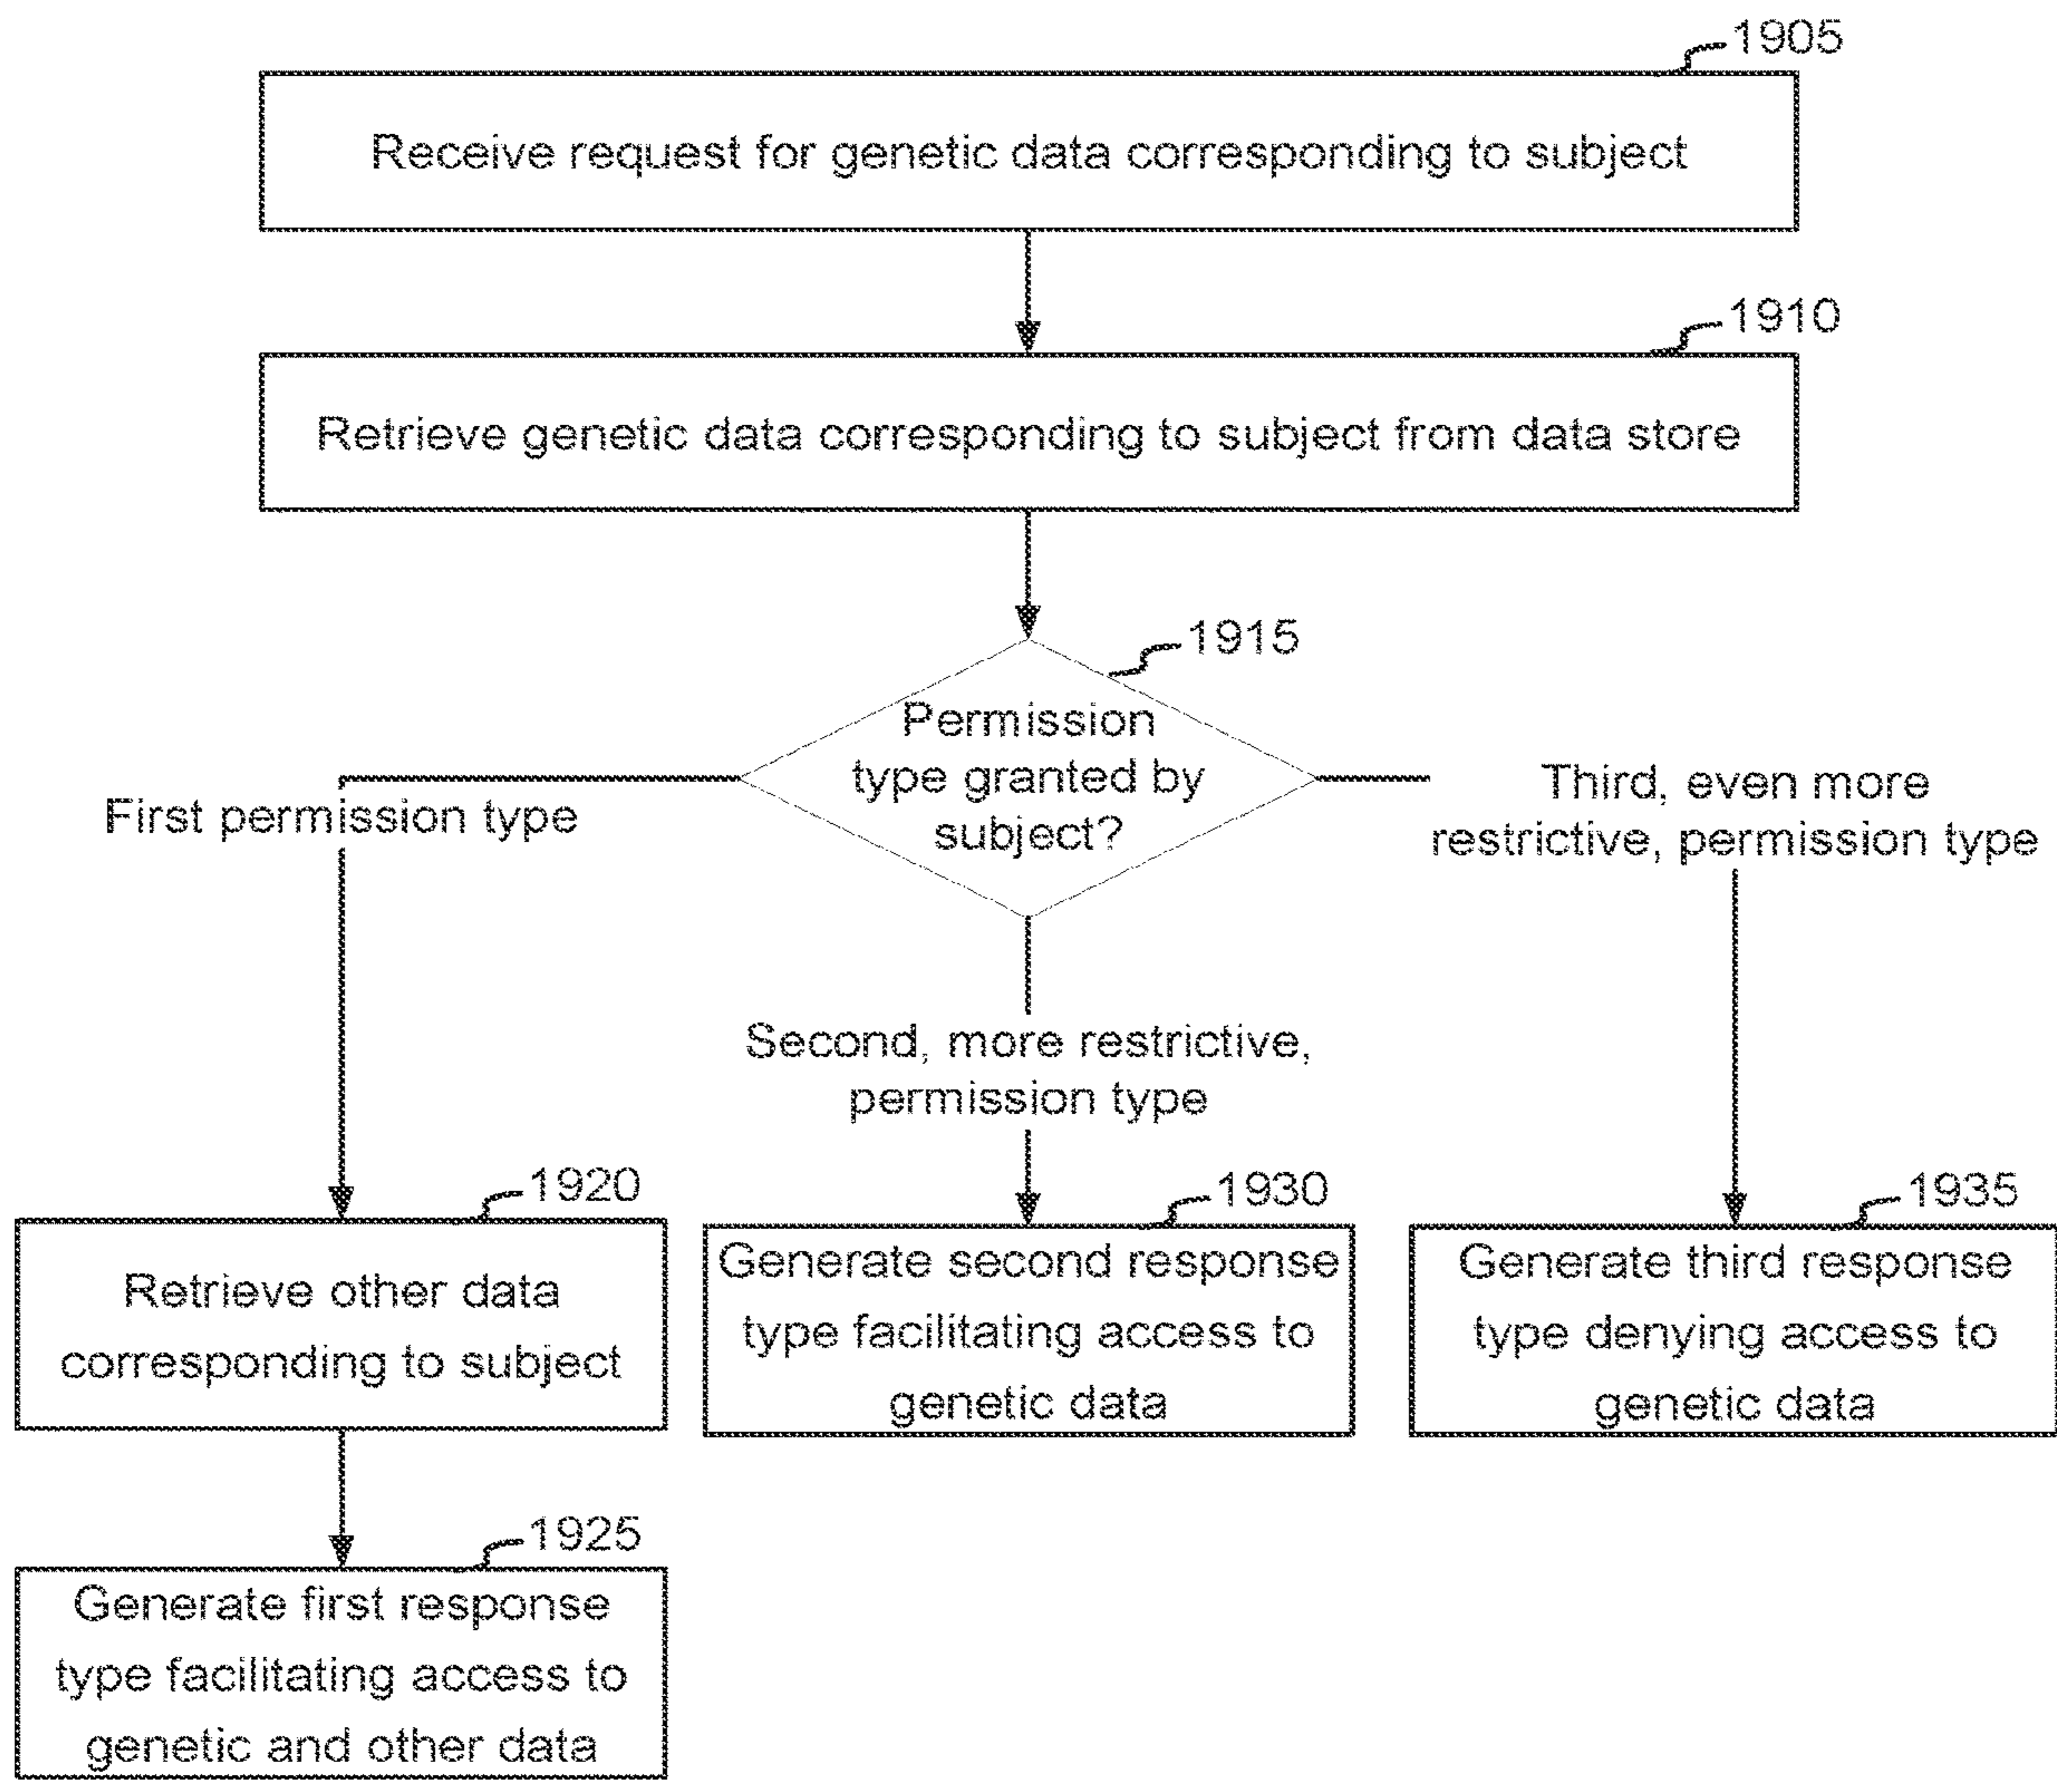 1905
Receive request for genetic data corresponding to subject
1910
Retrieve genetic data corresponding to subject from data store
1915
Permission
type granted by
subject?
First permission type
Third, even more
restrictive, permission type
Second, more restrictive,
permission type
1920
Retrieve other data
corresponding to subject
1930
Generate second response
type facilitating access to
genetic data
1935
Generate third response
type denying access to
genetic data
1925
Generate first response
type facilitating access to
genetic and other data